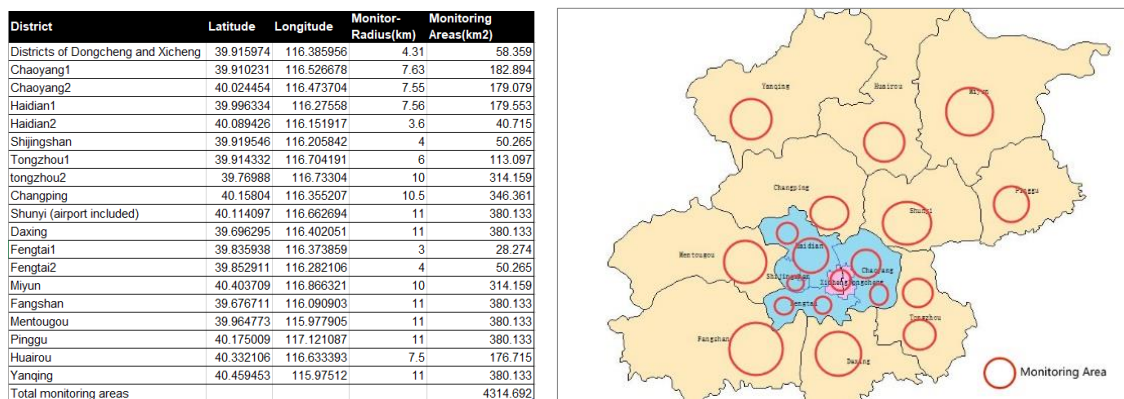 District Latitude Longitude Monitor-Radius(km) Monitoring Areas(km2)
Districts of Dongcheng and Xicheng 39.915974 116.385956 4.31 58.359
Chaoyang1 39.910231 116.526678 7.63 182.894
Chaoyang2 40.024454 116.473704 7.55 179.079
Haidian1 39.996334 116.27558 7.56 179.553
Haidian2 40.089426 116.151917 3.6 40.715
Shijingshan 39.919546 116.205842 4 50.265
Tongzhou1 39.914332 116.704191 6 113.097
tongzhou2 39.76988 116.73304 10 314.159
Changping 40.15804 116.355207 10.5 346.361
Shunyi (airport included) 40.114097 116.662694 11 380.133
Daxing 39.696295 116.402051 11 380.133
Fengtai1 39.835938 116.373859 3 28.274
Fengtai2 39.852911 116.282106 4 50.265
Miyun 40.403709 116.866321 10 314.159
Fangshan 39.676711 116.090903 11 380.133
Mentougou 39.964773 115.977905 11 380.133
Pinggu 40.175009 117.121087 11 380.133
Huairou 40.332106 116.633393 7.5 176.715
Yanqing 40.459453 115.97512 11 380.133
Total monitoring areas 4314.692
Yanqing
Huairou
Miyun
Changping
Pinggu
Shunyi
Mentougou
Haidian
Chaoyang
Shijingshan
Fengtai
Tongzhou
Fangshan
Daxing
Monitoring Area